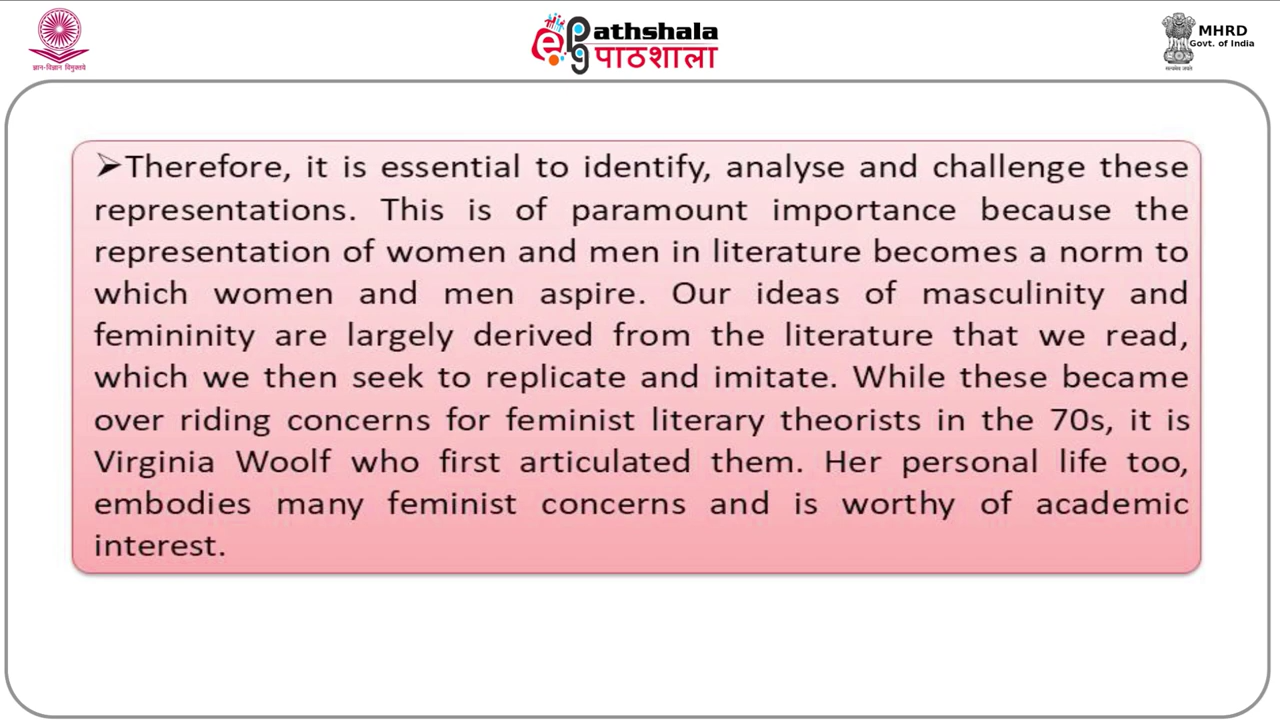 ज्ञान-विज्ञान विमुक्तये
ePGpathshala
पाठशाला
MHRD
Govt. of India
सत्यमेव जयते
➢Therefore, it is essential to identify, analyse and challenge these
representations. This is of paramount importance because the
representation of women and men in literature becomes a norm to
which women and men aspire. Our ideas of masculinity and
femininity are largely derived from the literature that we read,
which we then seek to replicate and imitate. While these became
over riding concerns for feminist literary theorists in the 70s, it is
Virginia Woolf who first articulated them. Her personal life too,
embodies many feminist concerns and is worthy of academic
interest.